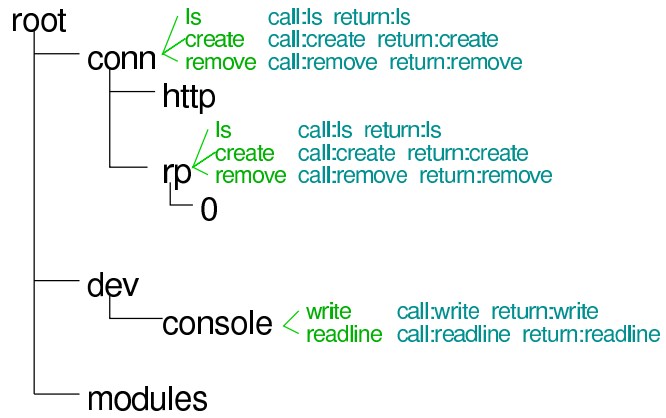 root
ls call:ls return:ls
conn create call:create return:create
remove call:remove return:remove
http
ls call:ls return:ls
create call:create return:create
rp remove call:remove return:remove
0
dev
write call:write return:write
console readline call:readline return:readline
modules